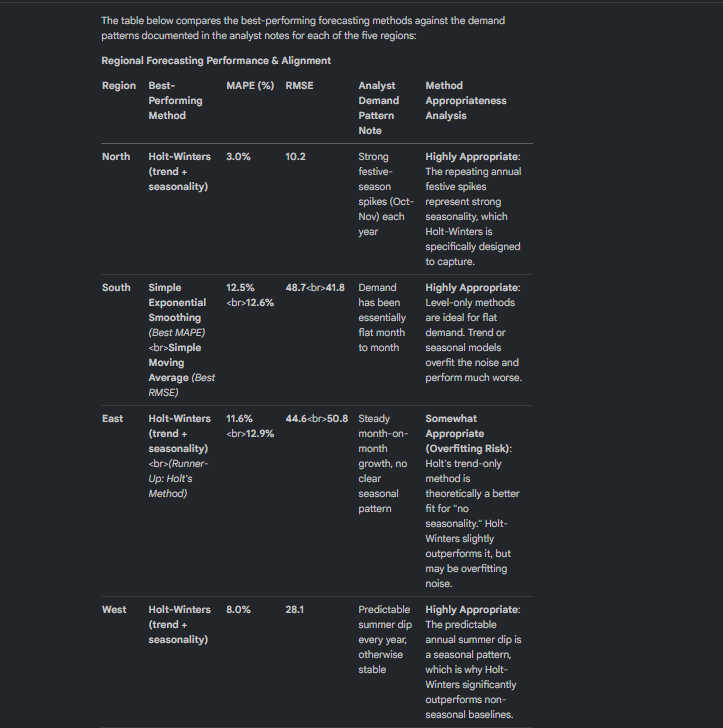 The table below compares the best-performing forecasting methods against the demand
patterns documented in the analyst notes for each of the five regions:
Regional Forecasting Performance & Alignment
Region
Best-
Performing
Method
MAPE (%)
RMSE
Analyst
Demand
Pattern
Note
Method
Appropriateness
Analysis
North
Holt-Winters
(trend +
seasonality)
3.0%
10.2
Strong
festive-
season
spikes (Oct-
Nov) each
year
Highly Appropriate:
The repeating annual
festive spikes
represent strong
seasonality, which
Holt-Winters is
specifically designed
to capture.
South
Simple
Exponential
Smoothing
(Best MAPE)
<br>Simple
Moving
Average (Best
RMSE)
12.5%
<br>12.6%
48.7<br>41.8
Demand
has been
essentially
flat month
to month
Highly Appropriate:
Level-only methods
are ideal for flat
demand. Trend or
seasonal models
overfit the noise and
perform much worse.
East
Holt-Winters
(trend +
seasonality)
<br>(Runner-
Up: Holt's
Method)
11.6%
<br>12.9%
44.6<br>50.8
Steady
month-on-
month
growth, no
clear
seasonal
pattern
Somewhat
Appropriate
(Overfitting Risk):
Holt's trend-only
method is
theoretically a better
fit for "no
seasonality." Holt-
Winters slightly
outperforms it, but
may be overfitting
noise.
West
Holt-Winters
(trend +
seasonality)
8.0%
28.1
Predictable
summer dip
every year,
otherwise
stable
Highly Appropriate:
The predictable
annual summer dip is
a seasonal pattern,
which is why Holt-
Winters significantly
outperforms non-
seasonal baselines.